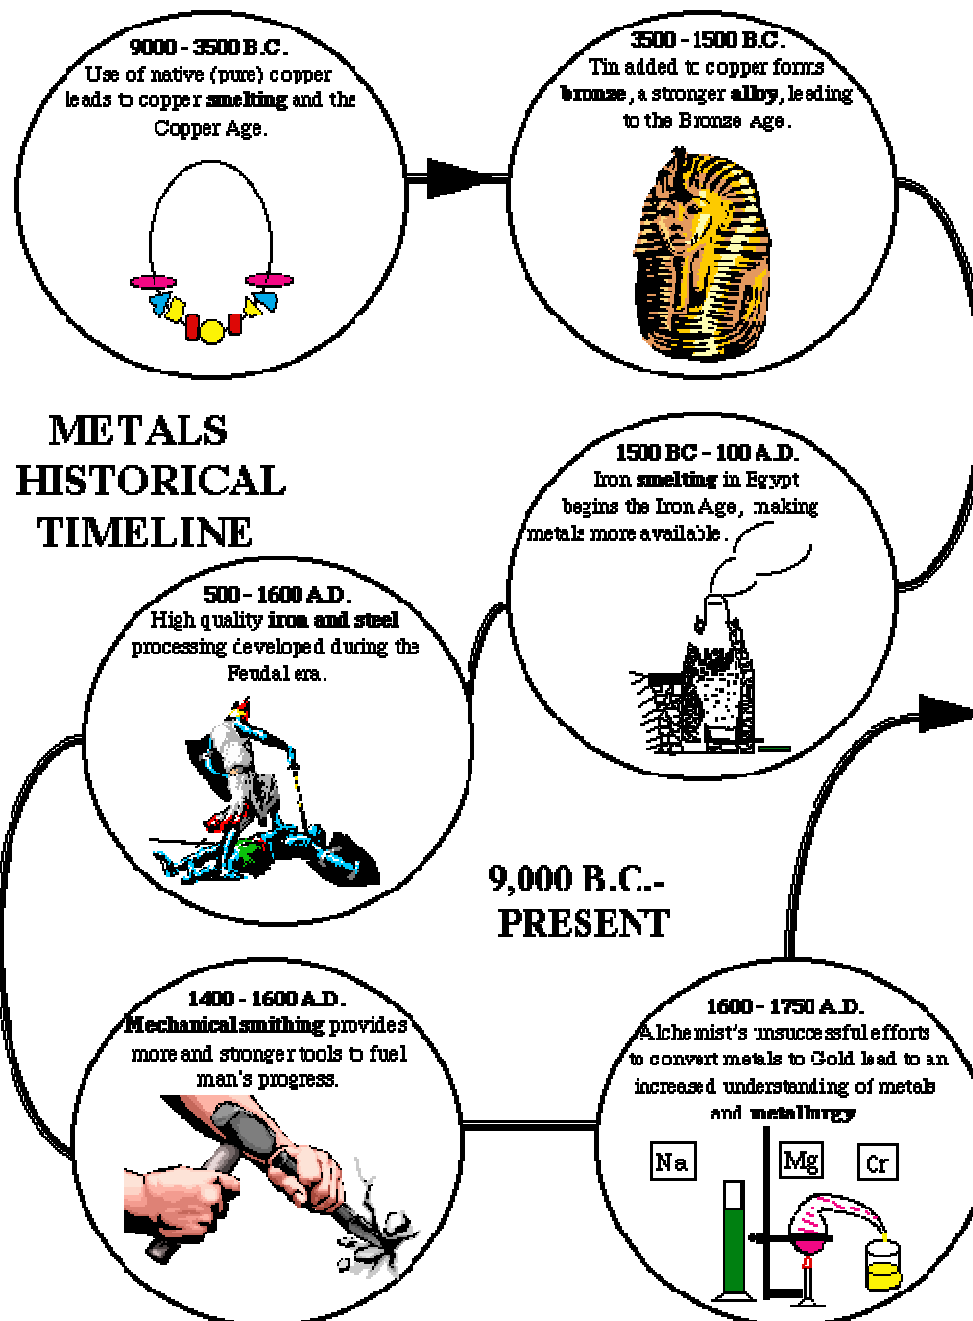 9000 - 3500 B.C.
Use of native (pure) copper
leads to copper smelting and the
Copper Age.
3500 - 1500 B.C.
Tin added to copper forms
bronze, a stronger alloy, leading
to the Bronze Age.
METALS
HISTORICAL
TIMELINE
1500 BC - 100 A.D.
Iron smelting in Egypt
begins the Iron Age, making
metals more available.
500 - 1600 A.D.
High quality iron and steel
processing developed during the
Feudal era.
9,000 B.C.-
PRESENT
1400 - 1600 A.D.
Mechanical smithing provides
more and stronger tools to fuel
man's progress.
1600 - 1750 A.D.
Alchemist's unsuccessful efforts
to convert metals to Gold lead to an
increased understanding of metals
and metallurgy
Na
Mg
Cr